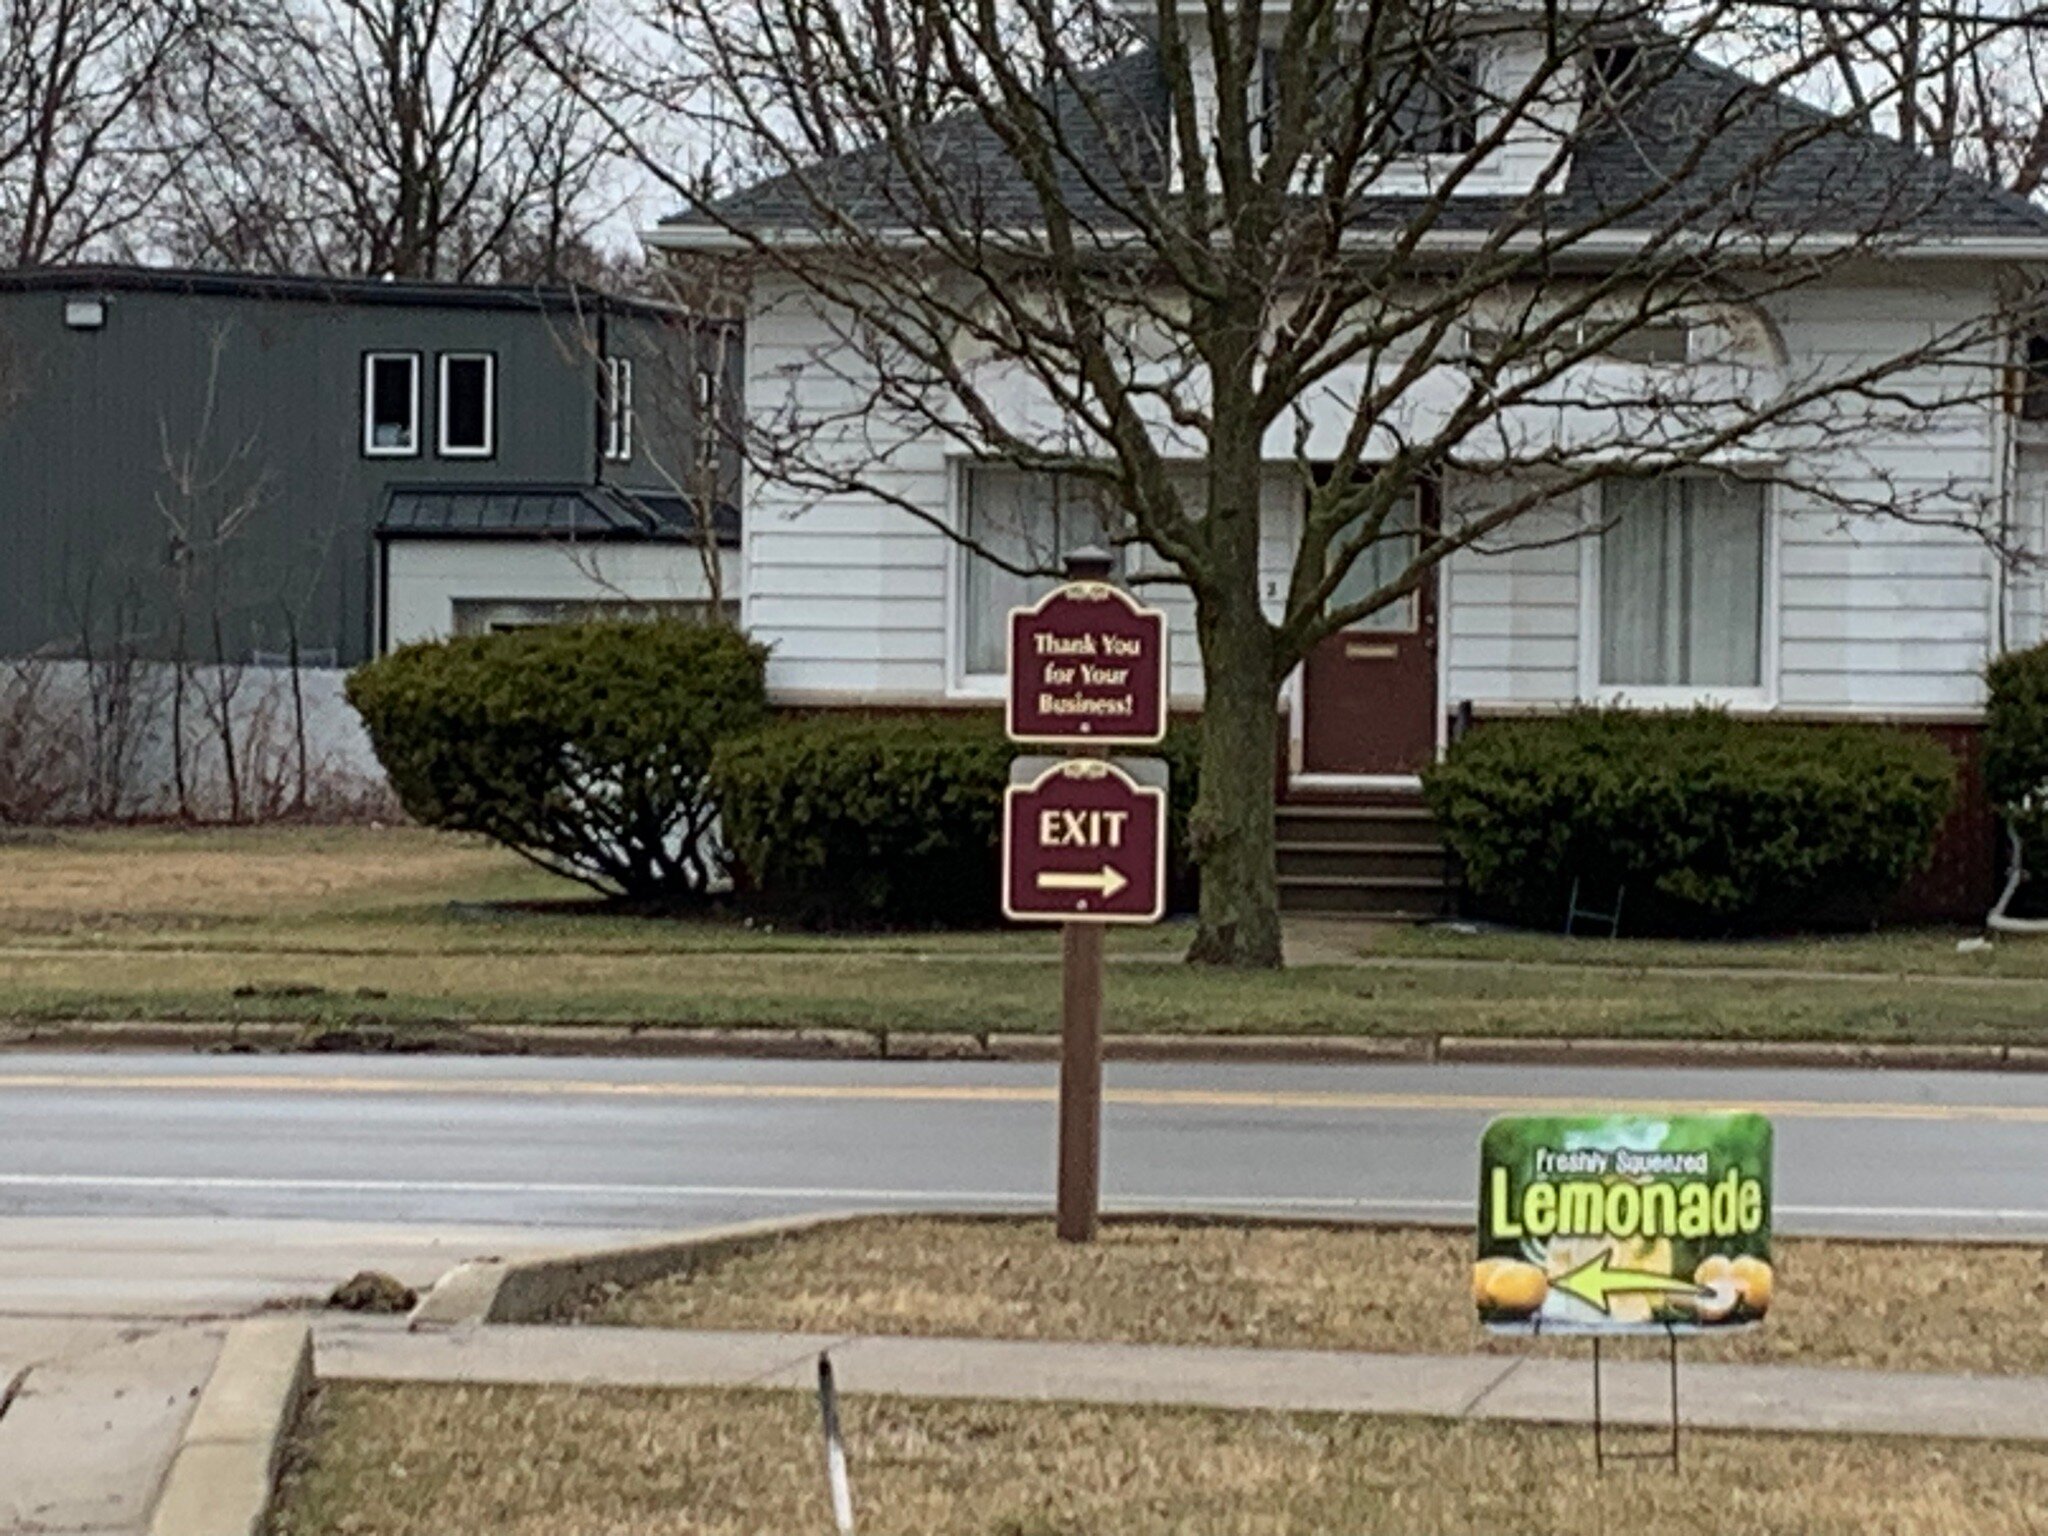 Thank You
for Your
Business!
EXIT
Freshly Squeezed
Lemonade